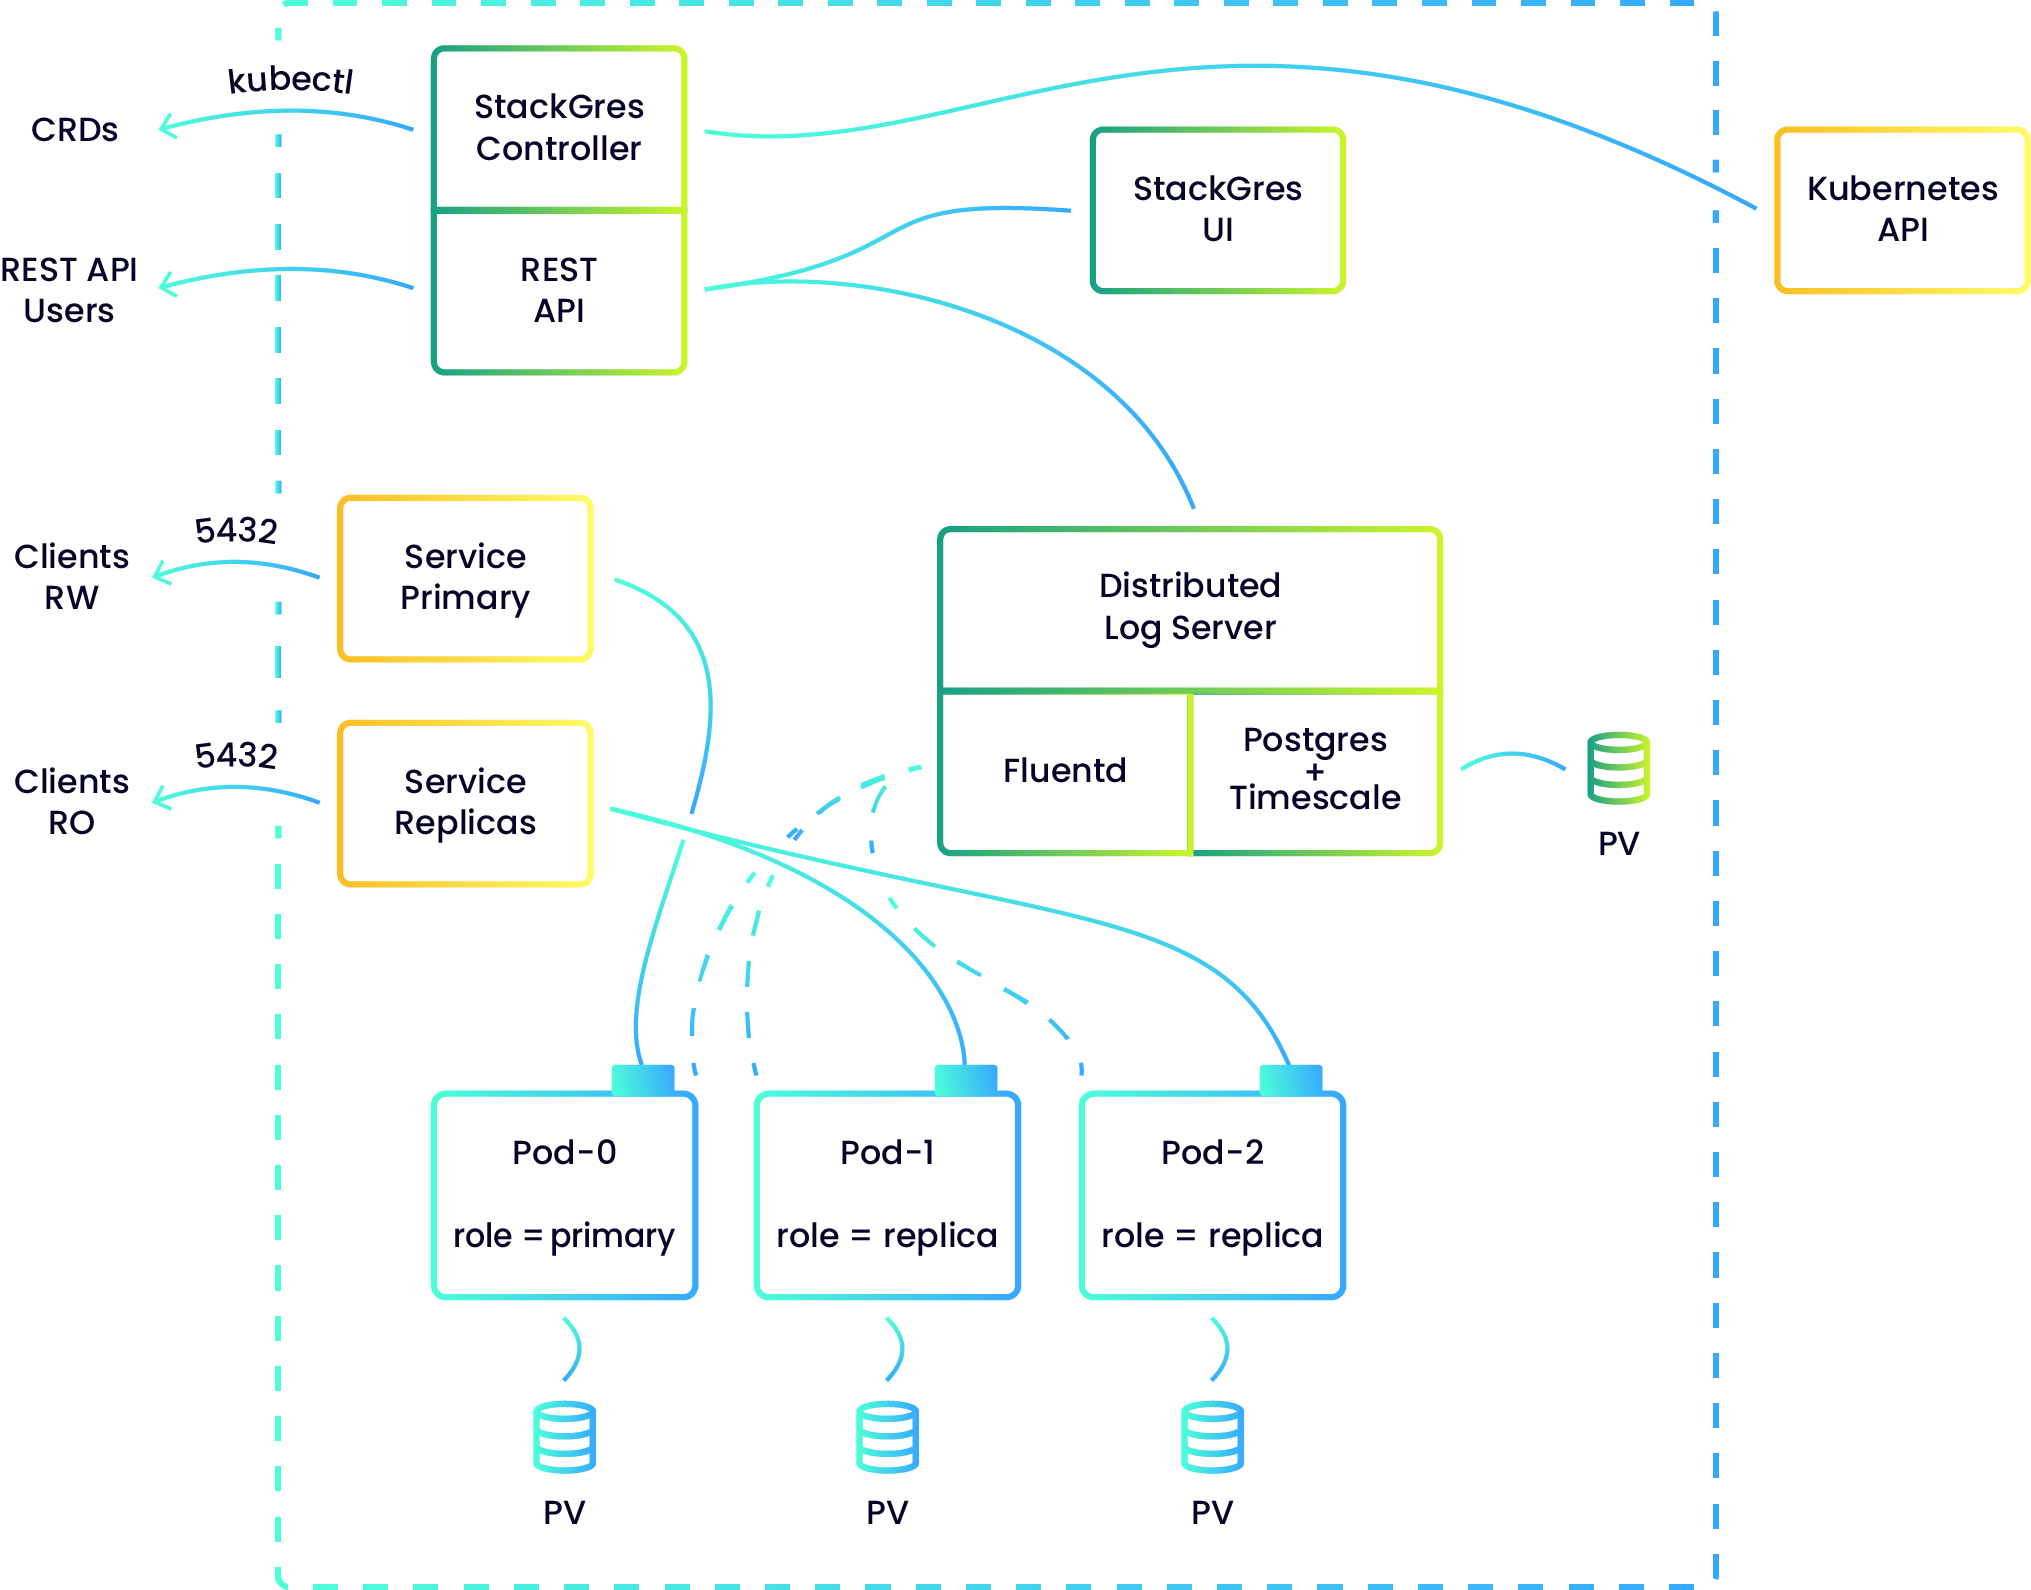 kubectl
CRDs
StackGres
Controller
StackGres
UI
Kubernetes
API
REST API
Users
REST
API
5432
Clients
RW
Service
Primary
Distributed
Log Server
5432
Clients
RO
Service
Replicas
Fluentd
Postgres
+
Timescale
PV
Pod-0
role = primary
Pod-1
role = replica
Pod-2
role = replica
PV
PV
PV